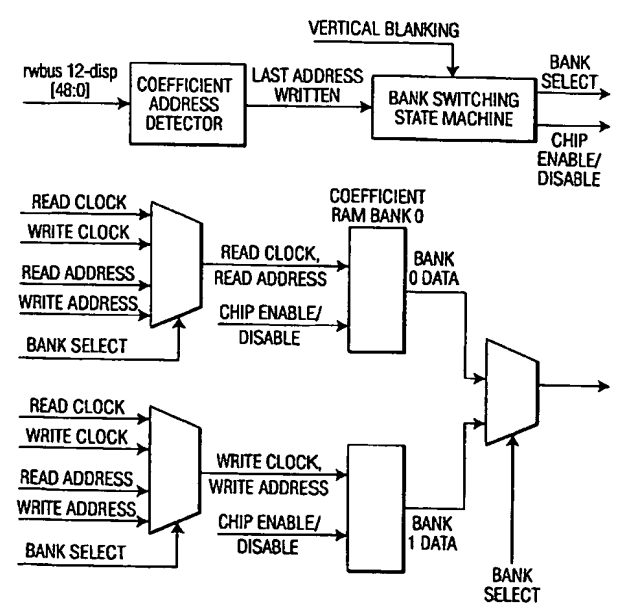 VERTICAL BLANKING
rwbus 12-disp
[48:0]
COEFFICIENT
ADDRESS
DETECTOR
LAST ADDRESS
WRITTEN
BANK SWITCHING
STATE MACHINE
BANK
SELECT
CHIP
ENABLE/
DISABLE
READ CLOCK
WRITE CLOCK
READ ADDRESS
WRITE ADDRESS
BANK SELECT
READ CLOCK,
READ ADDRESS
CHIP ENABLE/
DISABLE
COEFFICIENT
RAM BANK 0
BANK
0 DATA
READ CLOCK
WRITE CLOCK
READ ADDRESS
WRITE ADDRESS
BANK SELECT
WRITE CLOCK,
WRITE ADDRESS
CHIP ENABLE/
DISABLE
BANK
1 DATA
BANK
SELECT